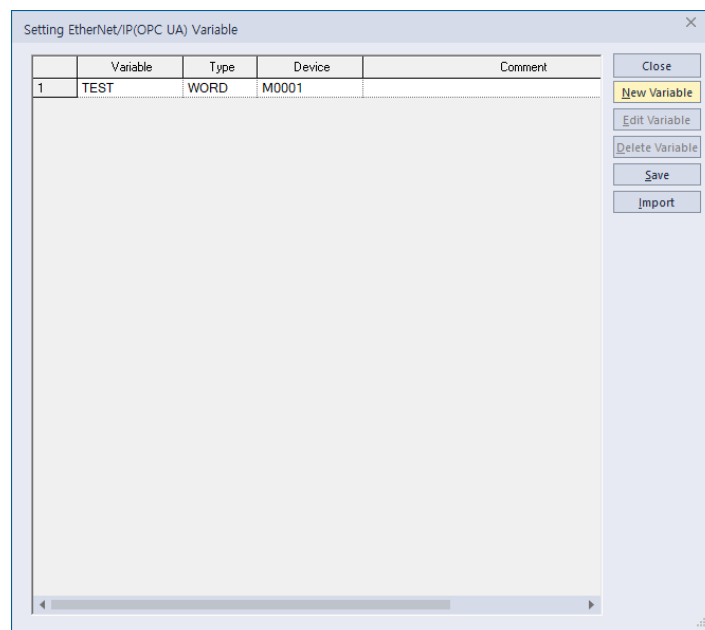 Setting EtherNet/IP(OPC UA) Variable
Variable Type Device Comment
1 TEST WORD M0001
Close
New Variable
Edit Variable
Delete Variable
Save
Import